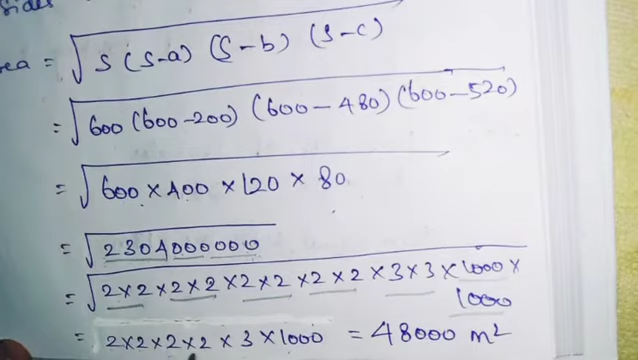 Sides
Area = √s (s-a) (s-b) (s-c)
= √600 (600-200) (600-480) (600-520)
= √600 × 400 × 120 × 80
= √2304000000
= √2×2×2×2×2×2×2×2×3×3×1000×
1000
= 2×2×2×2×3×1000 = 48000 m²